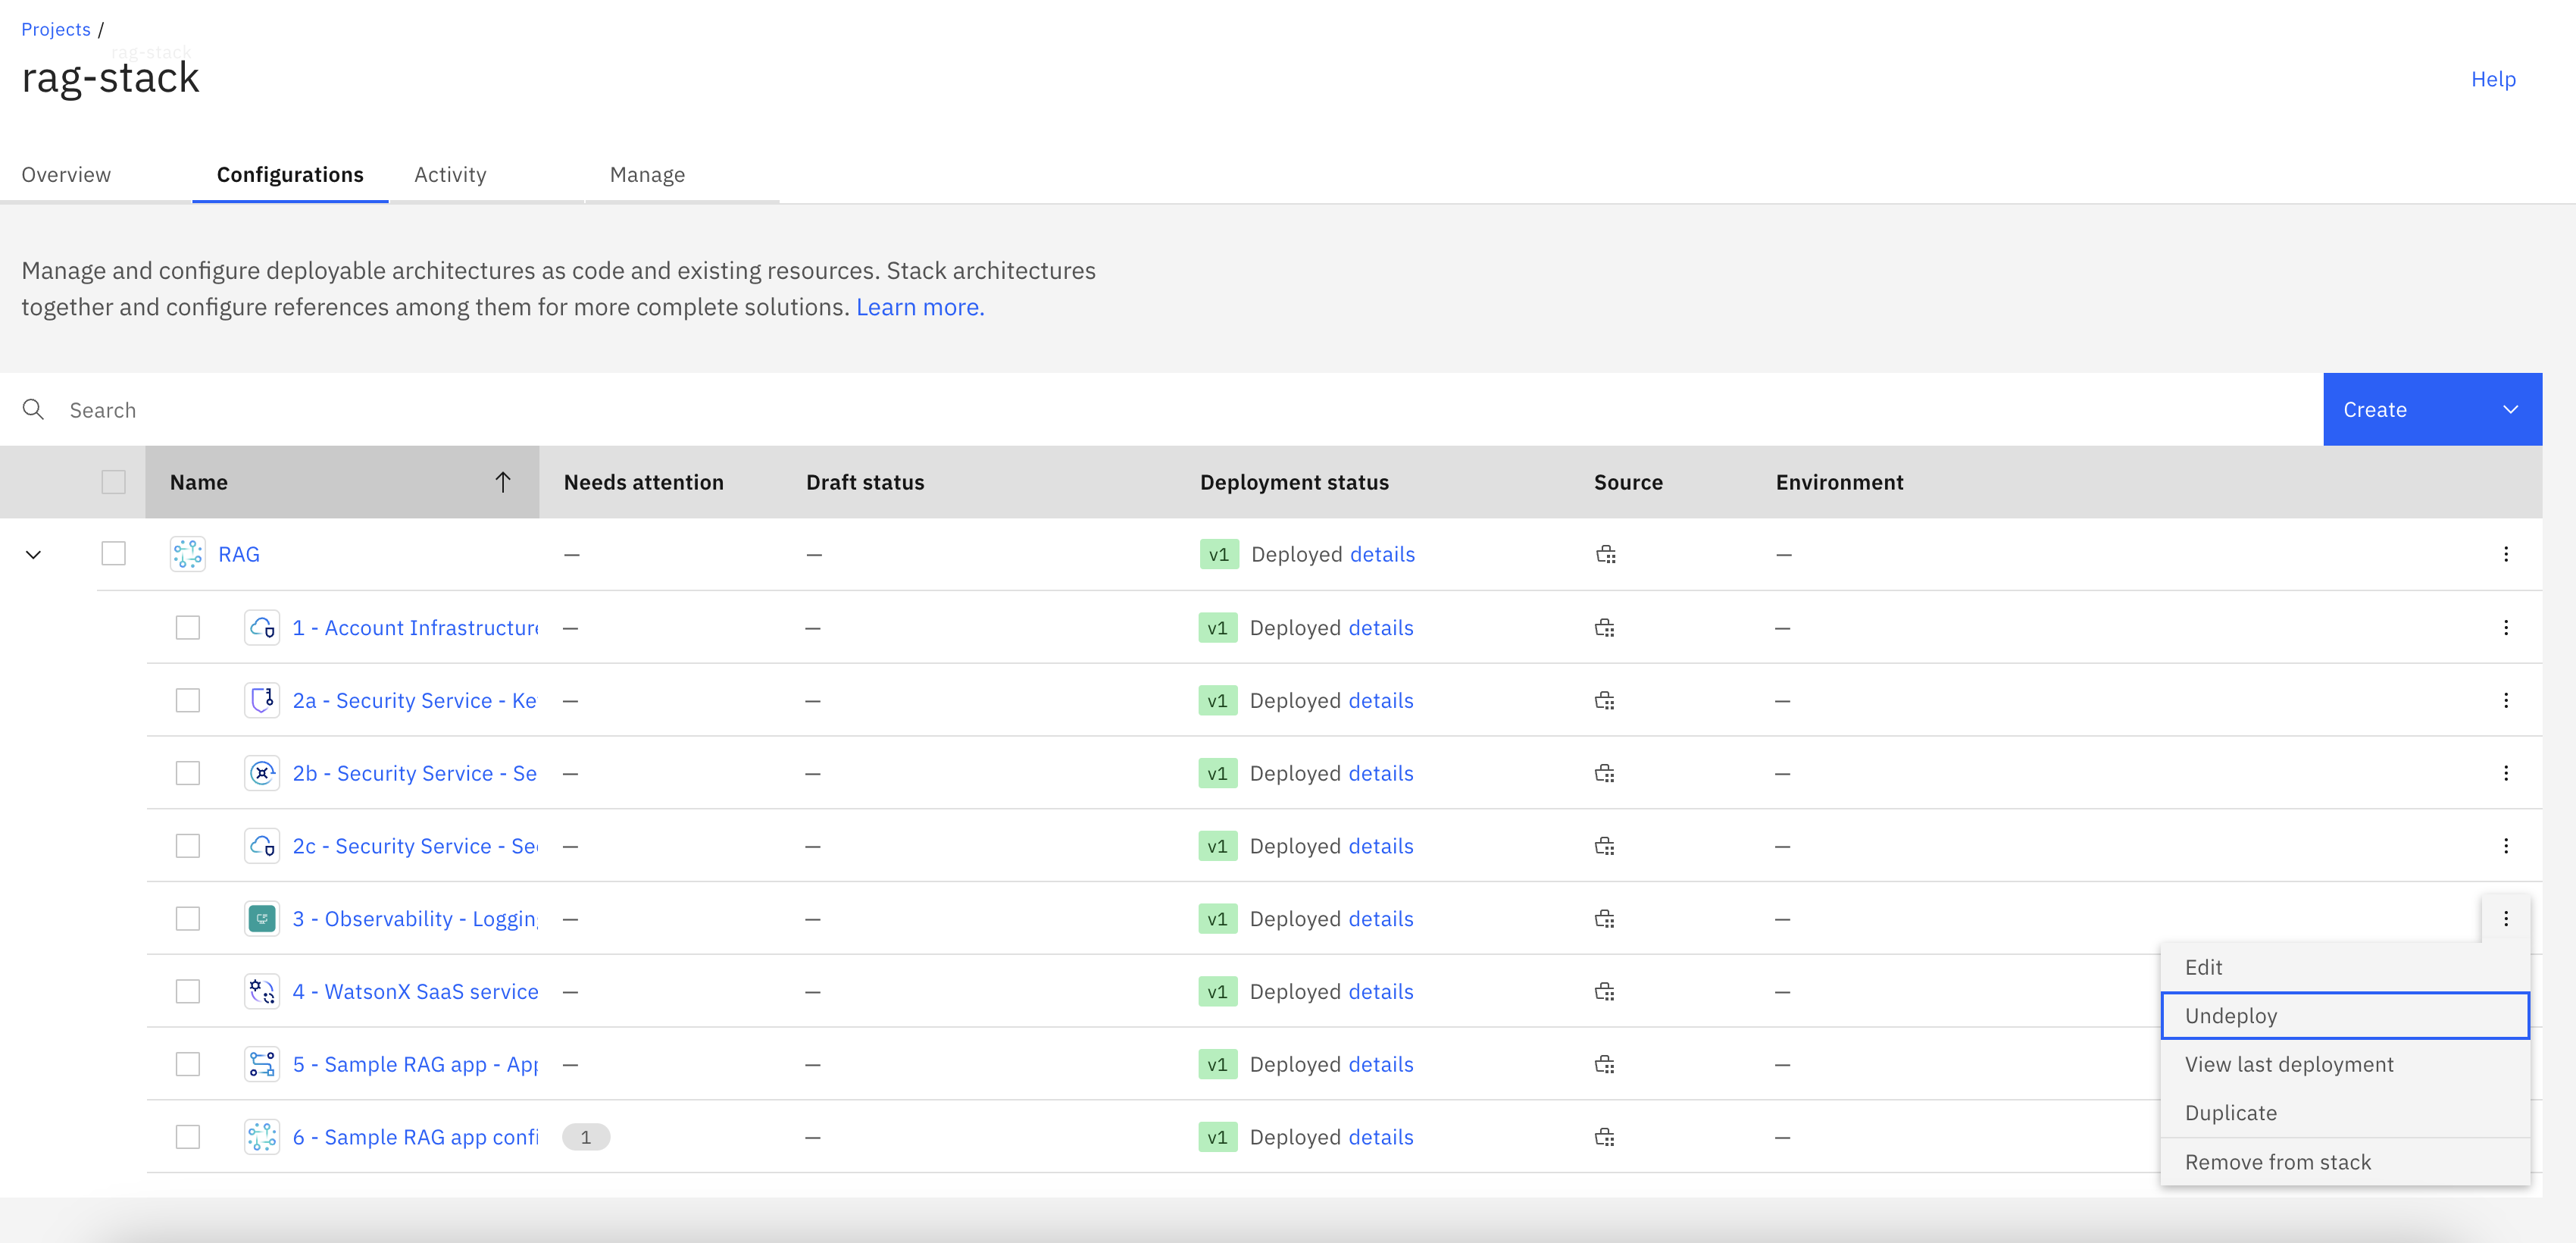 Projects /
rag-stack
rag-stack
Help
Overview Configurations Activity Manage
Manage and configure deployable architectures as code and existing resources. Stack architectures
together and configure references among them for more complete solutions. Learn more.
Search Create
Name Needs attention Draft status Deployment status Source Environment
RAG — — v1 Deployed details —
1 - Account Infrastructure — — v1 Deployed details —
2a - Security Service - Ke — — v1 Deployed details —
2b - Security Service - Se — — v1 Deployed details —
2c - Security Service - Se — — v1 Deployed details —
3 - Observability - Logging — — v1 Deployed details —
Edit
4 - WatsonX SaaS service — — v1 Deployed details —
Undeploy
5 - Sample RAG app - App — — v1 Deployed details —
View last deployment
Duplicate
6 - Sample RAG app confi 1 — v1 Deployed details —
Remove from stack